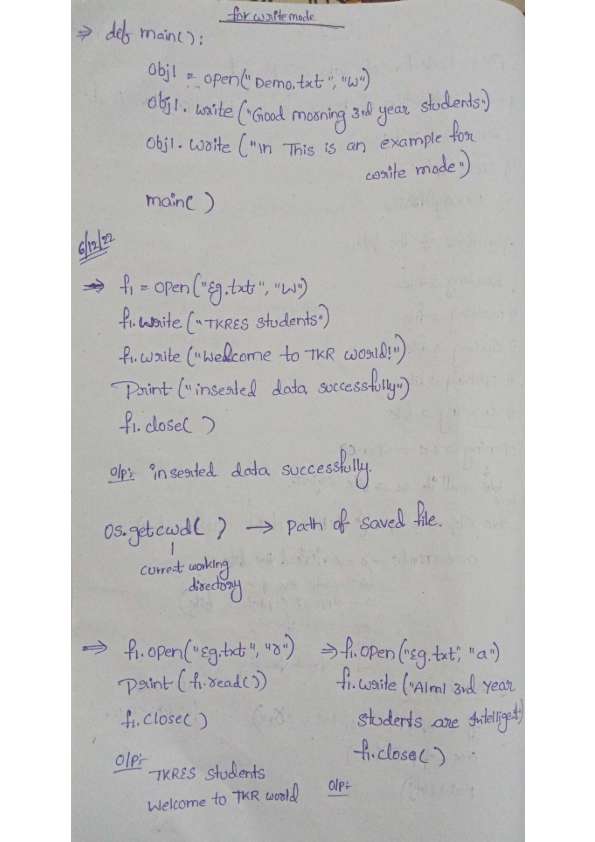 for write mode
⇒ def main():
Obj1 = open("Demo.txt", "w")
Obj1.write("Good morning 3rd year students")
Obj1.write("\n This is an example for
write mode")
main()
6/12/22
⇒ f1 = open("Eg.txt", "w")
f1.write("TKRES students")
f1.write("Welcome to TKR world!")
Print("inserted data successfully")
f1.close()
O/P:- inserted data successfully.
os.getcwd() → Path of saved file.
current working
directory
⇒ f1.open("Eg.txt", "r")
Print(f1.read())
f1.close()
O/P:-
TKRES students
Welcome to TKR world
⇒ f1.open("Eg.txt", "a")
f1.write("AIml 3rd year
students are Intelligent")
f1.close()
O/P:-